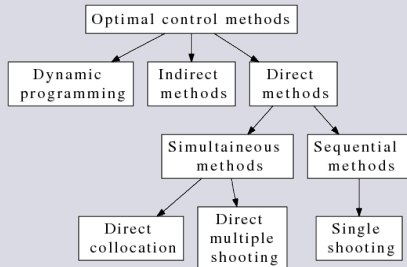 Optimal control methods
Dynamic
programming
Indirect
methods
Direct
methods
Simultaineous
methods
Sequential
methods
Direct
collocation
Direct
multiple
shooting
Single
shooting